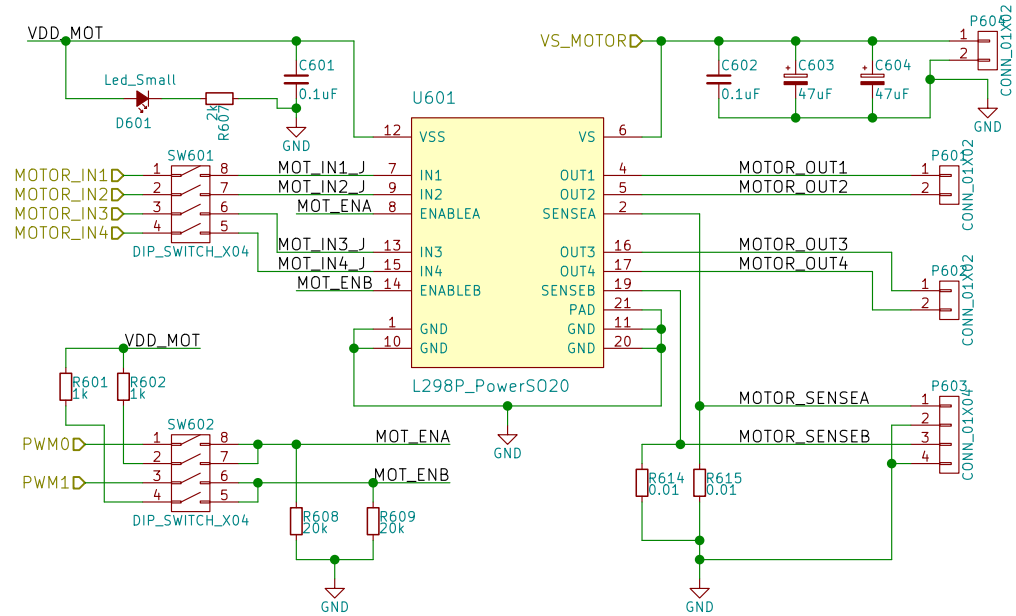 VDD_MOT
Led_Small
D601
2k
R607
C601
0.1uF
GND
U601
VS_MOTOR
C602
0.1uF
C603
47uF
C604
47uF
P604
1
2
CONN_01X02
GND
MOTOR_IN1
MOTOR_IN2
MOTOR_IN3
MOTOR_IN4
SW601
1
2
3
4
8
7
6
5
DIP_SWITCH_X04
MOT_IN1_J
MOT_IN2_J
MOT_ENA
MOT_IN3_J
MOT_IN4_J
MOT_ENB
12 VSS
7 IN1
9 IN2
8 ENABLEA
13 IN3
15 IN4
14 ENABLEB
1 GND
10 GND
VS 6
OUT1 4
OUT2 5
SENSEA 2
OUT3 16
OUT4 17
SENSEB 19
PAD 21
GND 11
GND 20
L298P_PowerSO20
GND
MOTOR_OUT1
MOTOR_OUT2
P601
1
2
CONN_01X02
MOTOR_OUT3
MOTOR_OUT4
P602
1
2
CONN_01X02
VDD_MOT
R601
1k
R602
1k
PWM0
PWM1
SW602
1
2
3
4
8
7
6
5
DIP_SWITCH_X04
MOT_ENA
MOT_ENB
R608
20k
R609
20k
GND
MOTOR_SENSEA
MOTOR_SENSEB
P603
1
2
3
4
CONN_01X04
R614
0.01
R615
0.01
GND